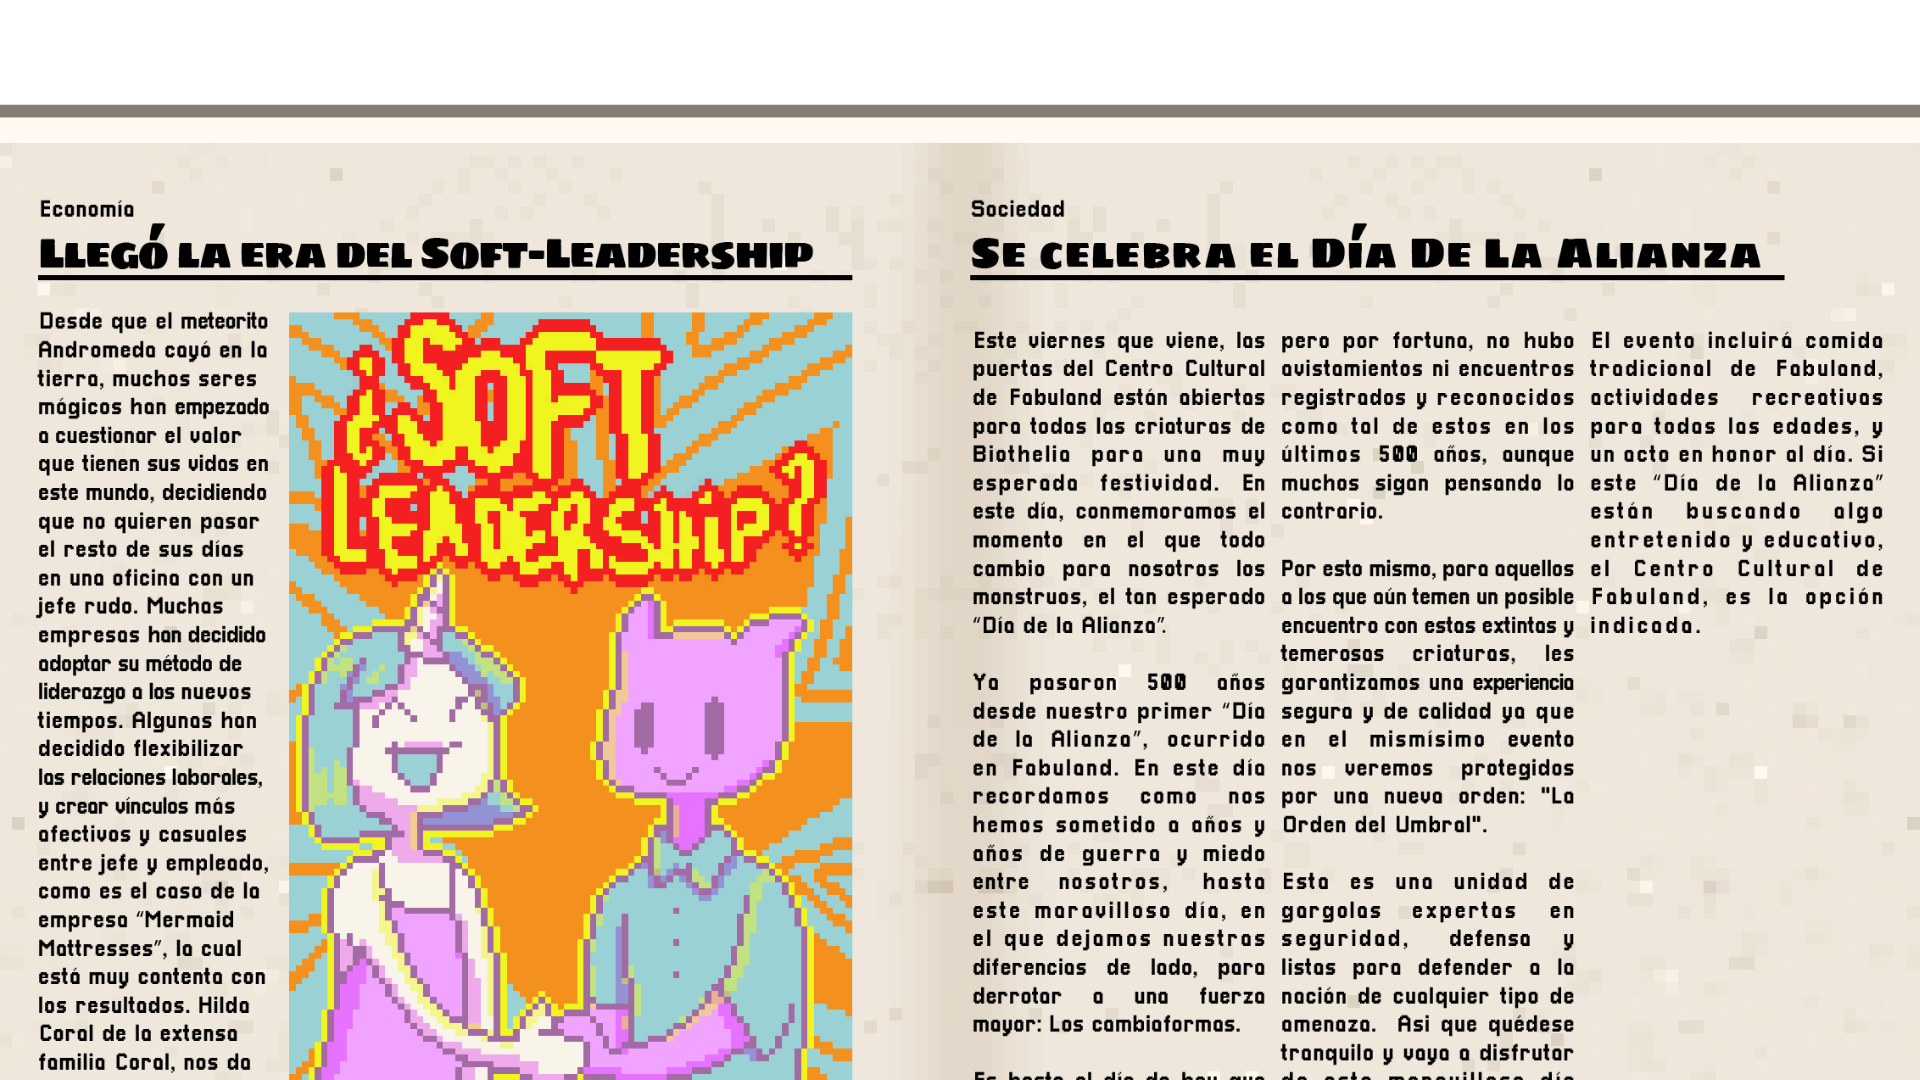 Economía
Llegó la era del Soft-Leadership
Desde que el meteorito
Andromeda cayó en la
tierra, muchos seres
mágicos han empezado
a cuestionar el valor
que tienen sus vidas en
este mundo, decidiendo
que no quieren pasar
el resto de sus días
en una oficina con un
jefe rudo. Muchas
empresas han decidido
adoptar su método de
liderazgo a los nuevos
tiempos. Algunas han
decidido flexibilizar
las relaciones laborales,
y crear vínculos más
afectivos y casuales
entre jefe y empleado,
como es el caso de la
empresa “Mermaid
Mattresses”, la cual
está muy contenta con
los resultados. Hilda
Coral de la extensa
familia Coral, nos da
¿SOFT
LEADERSHIP?
Sociedad
Se celebra el Día De La Alianza
Este viernes que viene, las
puertas del Centro Cultural
de Fabuland están abiertas
para todas las criaturas de
Biothelia para una muy
esperada festividad. En
este día, conmemoramos el
momento en el que todo
cambio para nosotros los
monstruos, el tan esperado
“Día de la Alianza”.
Ya pasaron 500 años
desde nuestro primer “Día
de la Alianza”, ocurrido
en Fabuland. En este día
recordamos como nos
hemos sometido a años y
años de guerra y miedo
entre nosotros, hasta
este maravilloso día, en
el que dejamos nuestras
diferencias de lado, para
derrotar a una fuerza
mayor: Los cambiaformas.
Es hasta el día de hoy que
pero por fortuna, no hubo
avistamientos ni encuentros
registrados y reconocidos
como tal de estos en los
últimos 500 años, aunque
muchos sigan pensando lo
contrario.
Por esto mismo, para aquellos
a los que aún temen un posible
encuentro con estas extintas y
temerosas criaturas, les
garantizamos una experiencia
segura y de calidad ya que
en el mismísimo evento
nos veremos protegidos
por una nueva orden: "La
Orden del Umbral".
Esta es una unidad de
gargolas expertas en
seguridad, defensa y
listas para defender a la
nación de cualquier tipo de
amenaza. Asi que quédese
tranquilo y vaya a disfrutar
de este maravilloso día
El evento incluirá comida
tradicional de Fabuland,
actividades recreativas
para todas las edades, y
un acto en honor al día. Si
este “Día de la Alianza”
están buscando algo
entretenido y educativo,
el Centro Cultural de
Fabuland, es la opción
indicada.